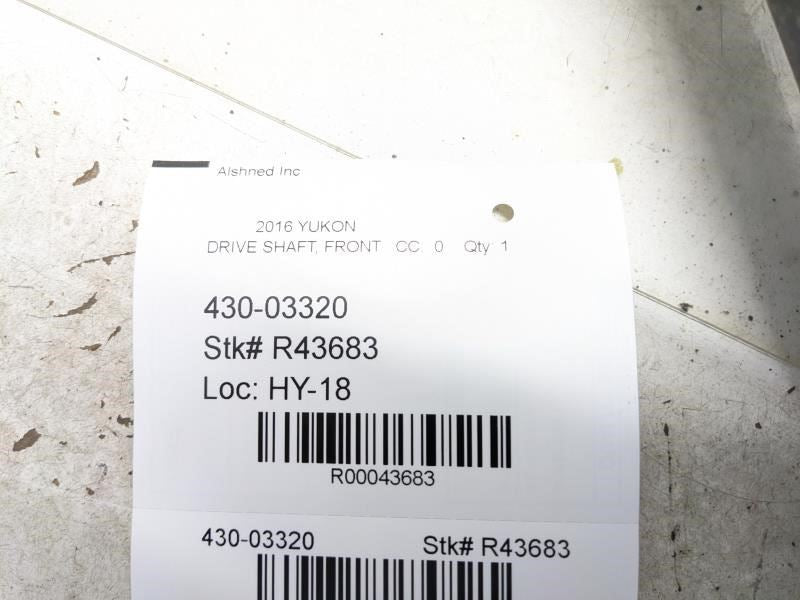 Alshned Inc
2016 YUKON
DRIVE SHAFT, FRONT CC: 0 Qty 1
430-03320
Stk# R43683
Loc: HY-18
R00043683
430-03320 Stk# R43683